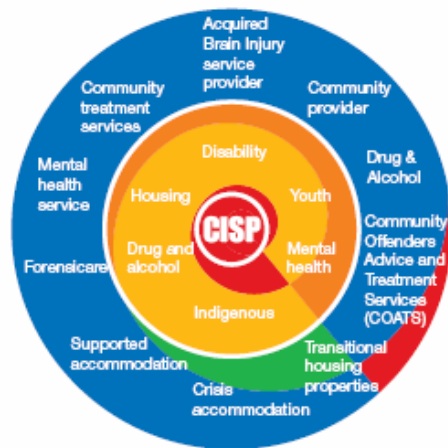 Acquired
Brain Injury
service
provider
Community
provider
Drug &
Alcohol
Community
Offenders
Advice and
Treatment
Services
(COATS)
Transitional
housing
properties
Crisis
accommodation
Supported
accommodation
Forensicare
Mental
health
service
Community
treatment
services
Disability
Youth
Mental
health
Indigenous
Drug and
alcohol
Housing
CISP